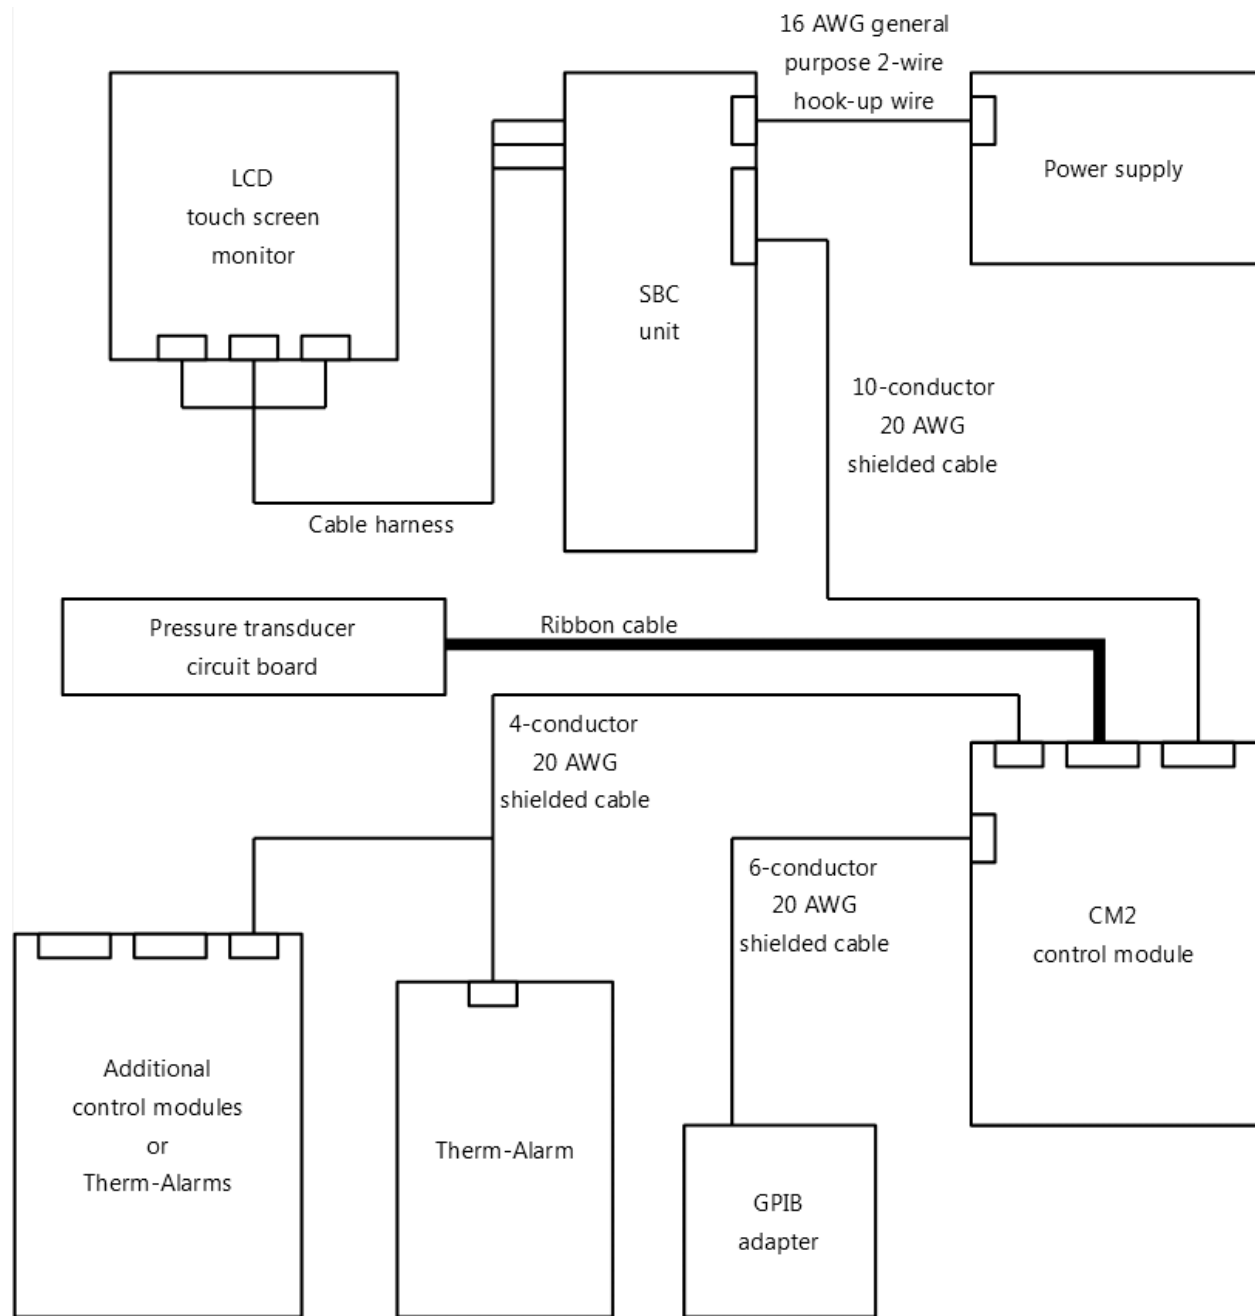 16 AWG general
purpose 2-wire
hook-up wire
LCD
touch screen
monitor
Power supply
SBC
unit
10-conductor
20 AWG
shielded cable
Cable harness
Pressure transducer
circuit board
Ribbon cable
4-conductor
20 AWG
shielded cable
6-conductor
20 AWG
shielded cable
CM2
control module
Additional
control modules
or
Therm-Alarms
Therm-Alarm
GPIB
adapter